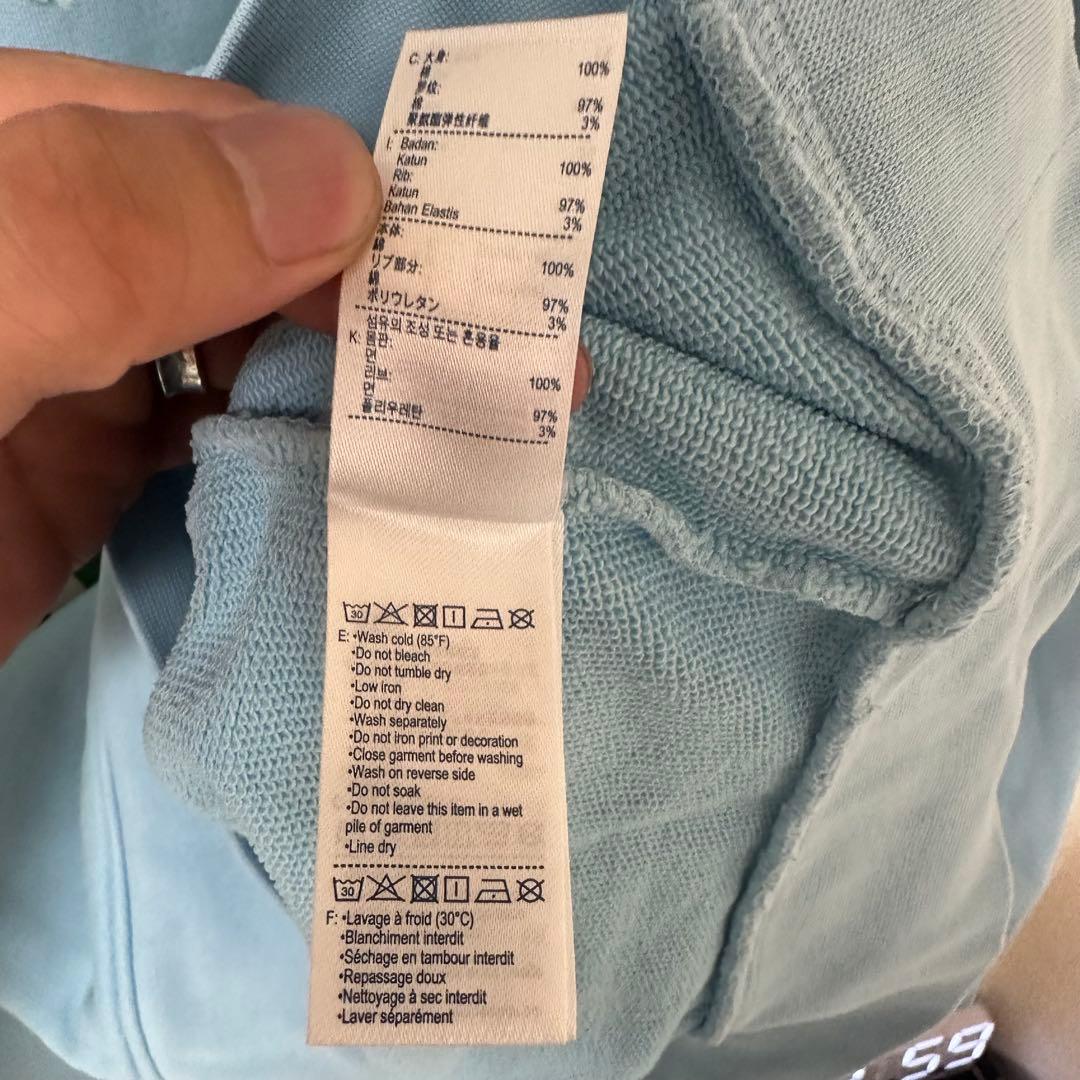 C: 大身:
棉 100%
罗纹:
棉 97%
聚氨酯弹性纤维 3%
I: Badan:
Katun 100%
Rib:
Katun 97%
Bahan Elastis 3%
本体:
綿 100%
リブ部分:
綿 97%
ポリウレタン 3%
섬유의 조성 또는 혼용율
K: 몸판:
면 100%
리브:
면 97%
폴리우레탄 3%
30
E: •Wash cold (85°F)
•Do not bleach
•Do not tumble dry
•Low iron
•Do not dry clean
•Wash separately
•Do not iron print or decoration
•Close garment before washing
•Wash on reverse side
•Do not soak
•Do not leave this item in a wet
pile of garment
•Line dry
30
F: •Lavage à froid (30°C)
•Blanchiment interdit
•Séchage en tambour interdit
•Repassage doux
•Nettoyage à sec interdit
•Laver séparément
59